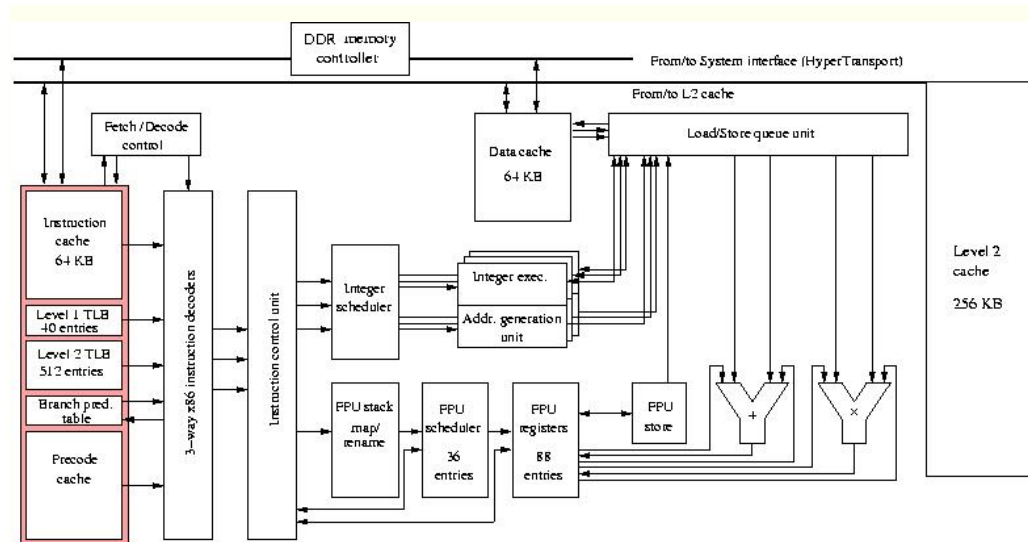 DDR memory
controller
From/to System interface (HyperTransport)
From/to L2 cache
Fetch / Decode
control
Load/Store queue unit
Data cache
64 KB
Instruction
cache
64 KB
Level 1 TLB
40 entries
Level 2 TLB
512 entries
Branch pred.
table
Precode
cache
3-way x86 instruction decoders
Instruction control unit
Integer
scheduler
Integer exec.
Addr. generation
unit
Level 2
cache
256 KB
FPU stack
map/
rename
FPU
scheduler
36
entries
FPU
registers
88
entries
FPU
store
+
×